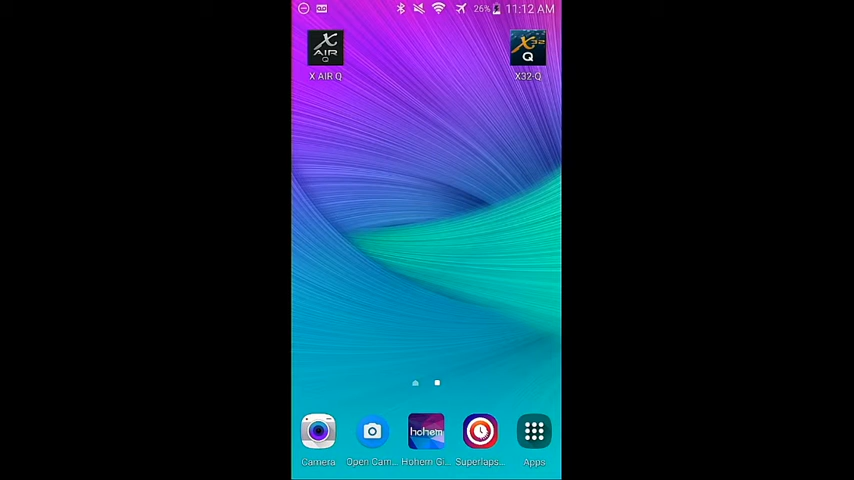 26% 11:12 AM
X AIR Q
X32 Q
X AIR Q
X32-Q
hohem
Camera
Open Cam...
Hohem Gi...
Superlaps...
Apps